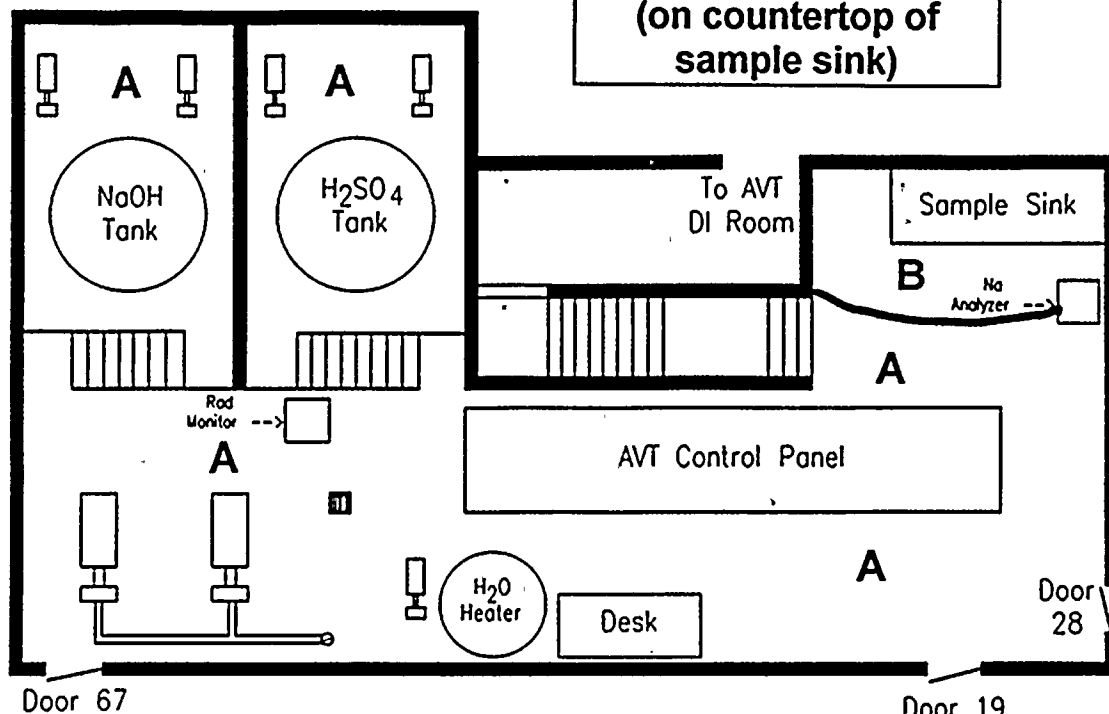 (on countertop of
sample sink)
A
A
NaOH
Tank
H2SO4
Tank
To AVT
DI Room
Sample Sink
B
Na
Analyzer
A
Rad
Monitor
A
AVT Control Panel
A
H2O
Heater
Desk
Door
28
Door 67
Door 19